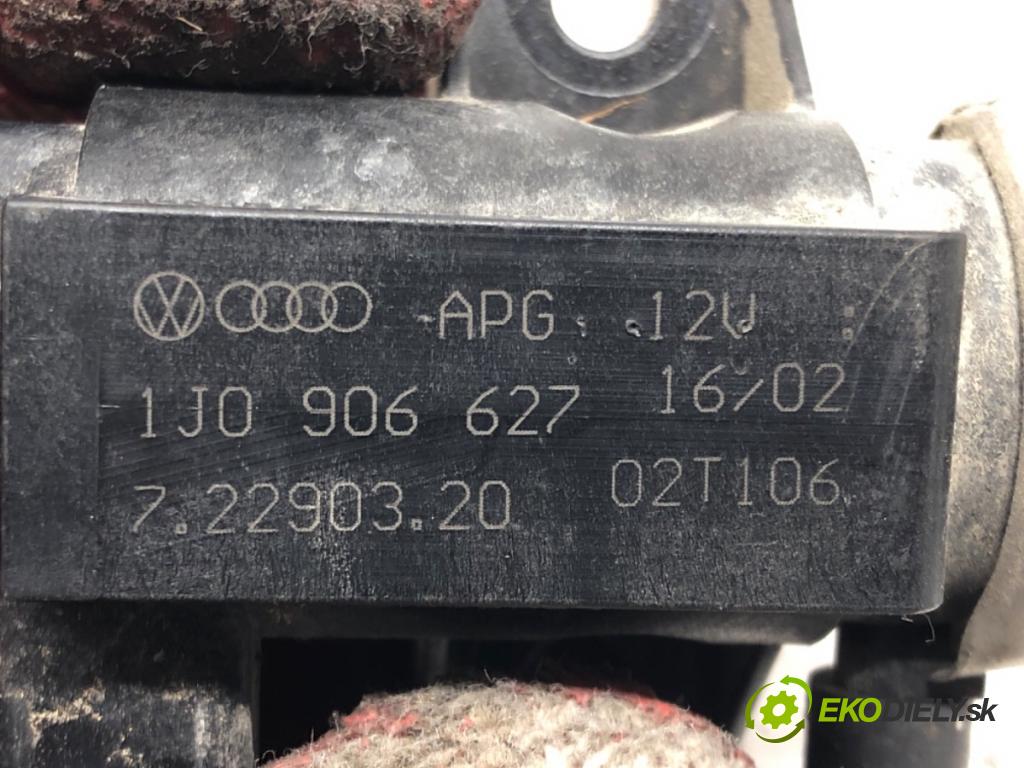 APG 12V
1J0 906 627 16/02
7.22903.20 02T106
EKODIELY.sk